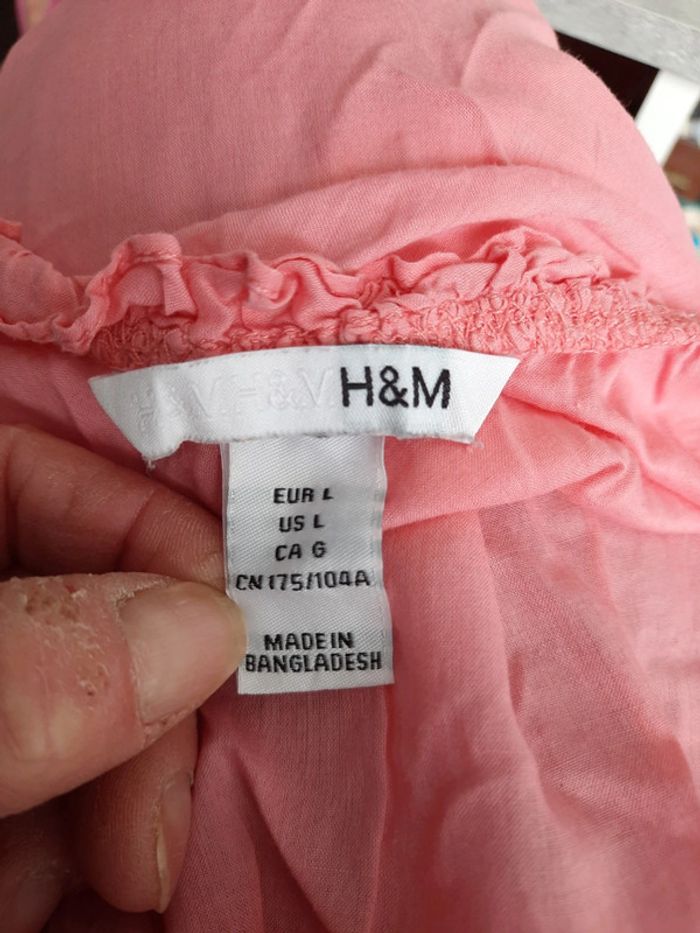 H&M
EUR L
US L
CA G
CN 175/104A
MADE IN
BANGLADESH